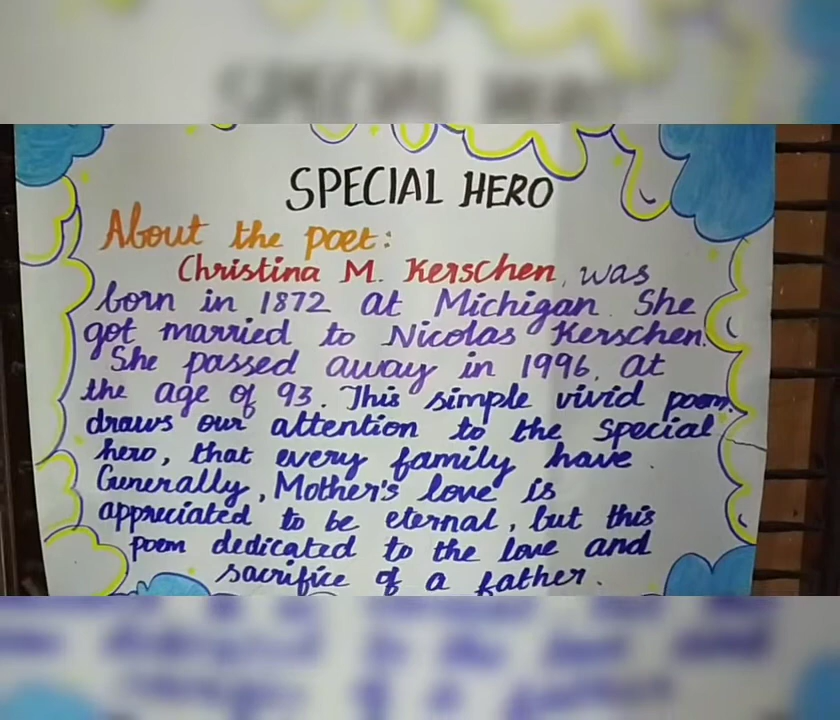 SPECIAL HERO
About the poet:
Christina M. Kerschen, was
born in 1872 at Michigan. She
got married to Nicolas Kerschen.
She passed away in 1996, at
the age of 93. This simple vivid poem
draws our attention to the special
hero, that every family have.
Generally, Mother's love is
appreciated to be eternal, but this
poem dedicated to the love and
sacrifice of a father.